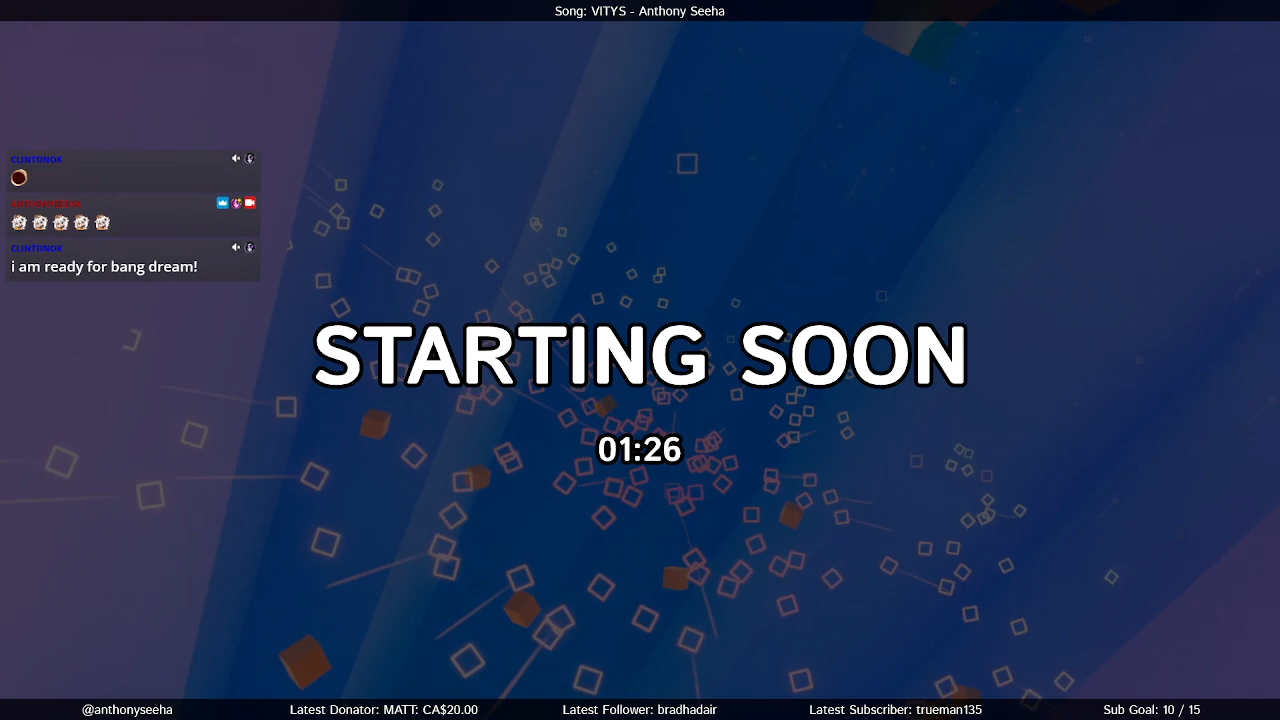 Song: VITYS - Anthony Seeha
CLINTONOK
CLINTONOK
i am ready for bang dream!
STARTING SOON
01:26
@anthonyseeha
Latest Donator: MATT: CA$20.00
Latest Follower: bradhadair
Latest Subscriber: trueman135
Sub Goal: 10 / 15